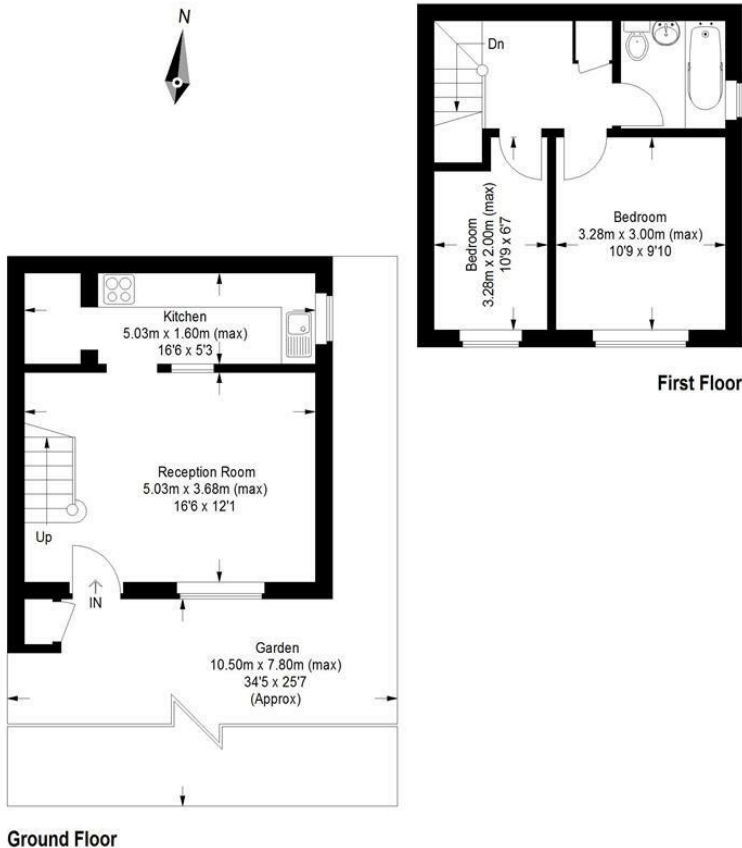 N
Dn
Bedroom
3.28m x 2.00m (max)
10'9 x 6'7
Bedroom
3.28m x 3.00m (max)
10'9 x 9'10
First Floor
Kitchen
5.03m x 1.60m (max)
16'6 x 5'3
Reception Room
5.03m x 3.68m (max)
16'6 x 12'1
Up
IN
Garden
10.50m x 7.80m (max)
34'5 x 25'7
(Approx)
Ground Floor